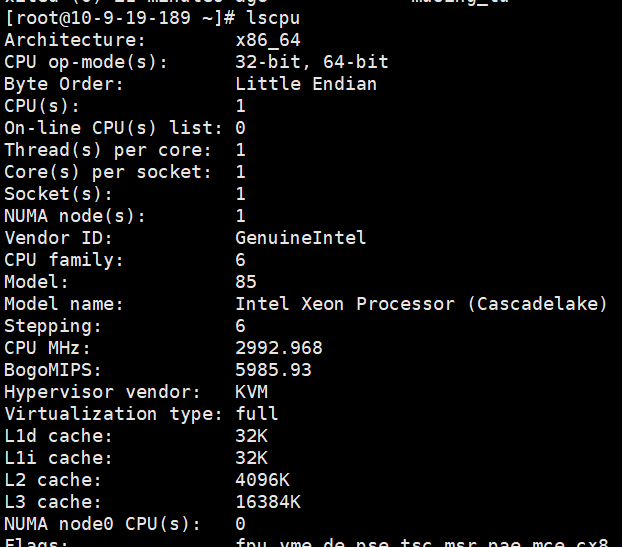 [root@10-9-19-189 ~]# lscpu
Architecture: x86_64
CPU op-mode(s): 32-bit, 64-bit
Byte Order: Little Endian
CPU(s): 1
On-line CPU(s) list: 0
Thread(s) per core: 1
Core(s) per socket: 1
Socket(s): 1
NUMA node(s): 1
Vendor ID: GenuineIntel
CPU family: 6
Model: 85
Model name: Intel Xeon Processor (Cascadelake)
Stepping: 6
CPU MHz: 2992.968
BogoMIPS: 5985.93
Hypervisor vendor: KVM
Virtualization type: full
L1d cache: 32K
L1i cache: 32K
L2 cache: 4096K
L3 cache: 16384K
NUMA node0 CPU(s): 0
Flags: fpu vme de pse tsc msr pae mce cx8